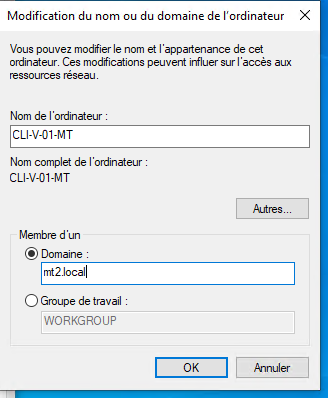 Modification du nom ou du domaine de l'ordinateur
Vous pouvez modifier le nom et l'appartenance de cet
ordinateur. Ces modifications peuvent influer sur l'accès aux
ressources réseau.
Nom de l'ordinateur :
CLI-V-01-MT
Nom complet de l'ordinateur :
CLI-V-01-MT
Autres...
Membre d'un
Domaine :
mt2.local
Groupe de travail :
WORKGROUP
OK
Annuler